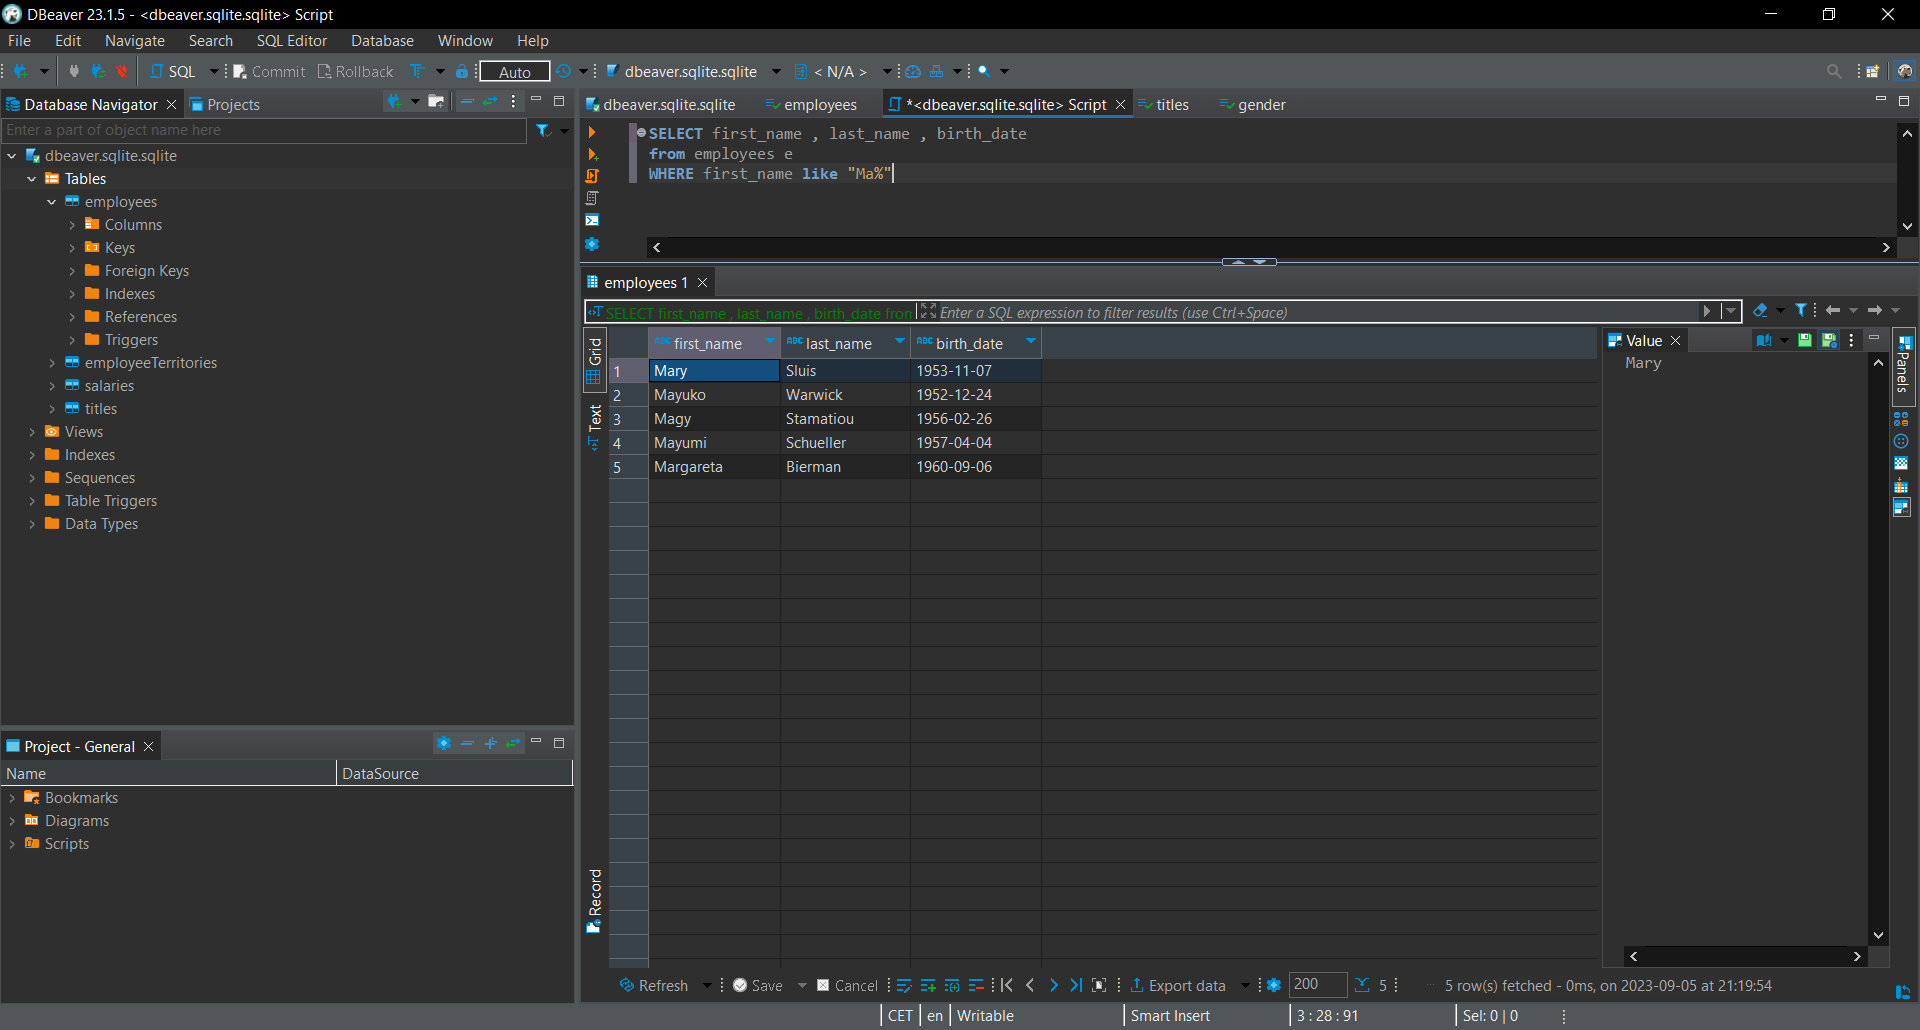 DBeaver 23.1.5 - <dbeaver.sqlite.sqlite> Script
File Edit Navigate Search SQL Editor Database Window Help
SQL Commit Rollback Auto dbeaver.sqlite.sqlite < N/A >
Database Navigator Projects
Enter a part of object name here
dbeaver.sqlite.sqlite
Tables
employees
Columns
Keys
Foreign Keys
Indexes
References
Triggers
employeeTerritories
salaries
titles
Views
Indexes
Sequences
Table Triggers
Data Types
Project - General
Name DataSource
Bookmarks
Diagrams
Scripts
dbeaver.sqlite.sqlite employees *<dbeaver.sqlite.sqlite> Script titles gender
SELECT first_name , last_name , birth_date
from employees e
WHERE first_name like "Ma%"
employees 1
SELECT first_name , last_name , birth_date fron Enter a SQL expression to filter results (use Ctrl+Space)
Grid
Text
Record
ABC first_name ABC last_name ABC birth_date
1 Mary Sluis 1953-11-07
2 Mayuko Warwick 1952-12-24
3 Magy Stamatiou 1956-02-26
4 Mayumi Schueller 1957-04-04
5 Margareta Bierman 1960-09-06
Value
Mary
Panels
Refresh Save Cancel Export data 200 5 5 row(s) fetched - 0ms, on 2023-09-05 at 21:19:54
CET en Writable Smart Insert 3 : 28 : 91 Sel: 0 | 0